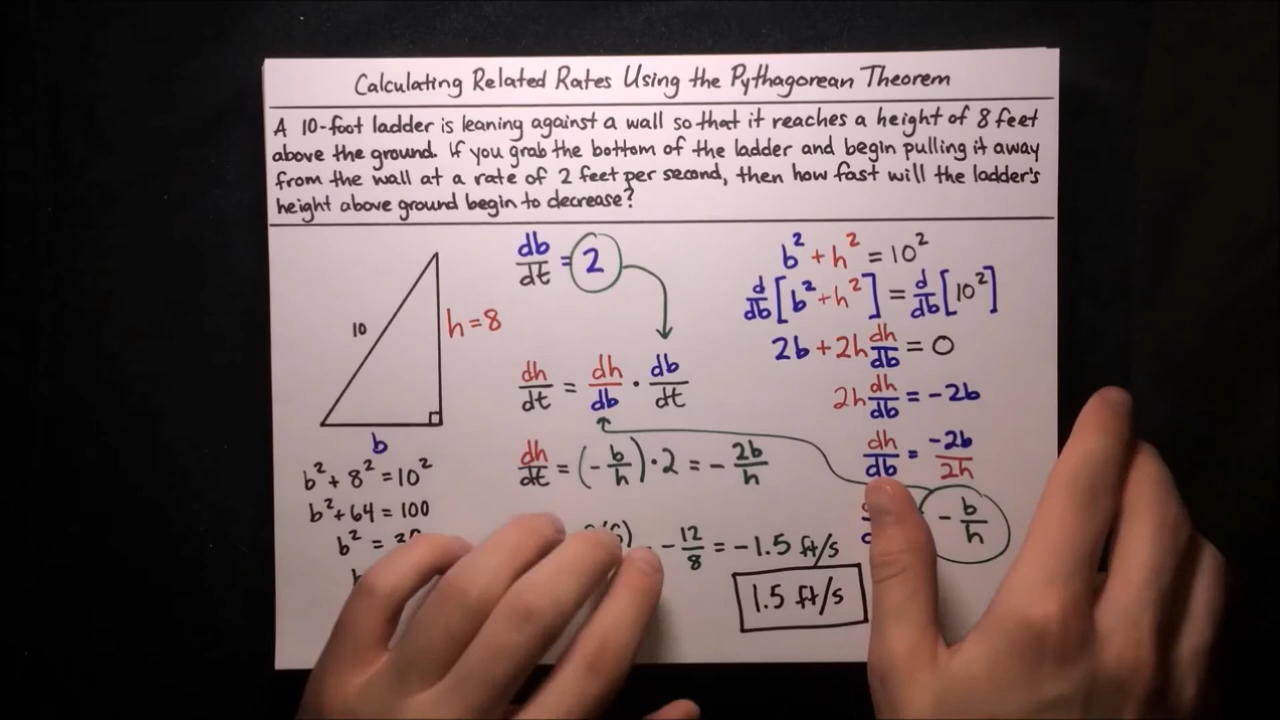 Calculating Related Rates Using the Pythagorean Theorem
A 10-foot ladder is leaning against a wall so that it reaches a height of 8 feet
above the ground. If you grab the bottom of the ladder and begin pulling it away
from the wall at a rate of 2 feet per second, then how fast will the ladder's
height above ground begin to decrease?
10
h=8
b
b² + 8² = 10²
b² + 64 = 100
b² =
db/dt = 2
dh/dt = dh/db · db/dt
dh/dt = (-b/h) · 2 = -2b/h
-12/8 = -1.5 ft/s
1.5 ft/s
b² + h² = 10²
d/db[b² + h²] = d/db[10²]
2b + 2h dh/db = 0
2h dh/db = -2b
dh/db = -2b/2h
-b/h